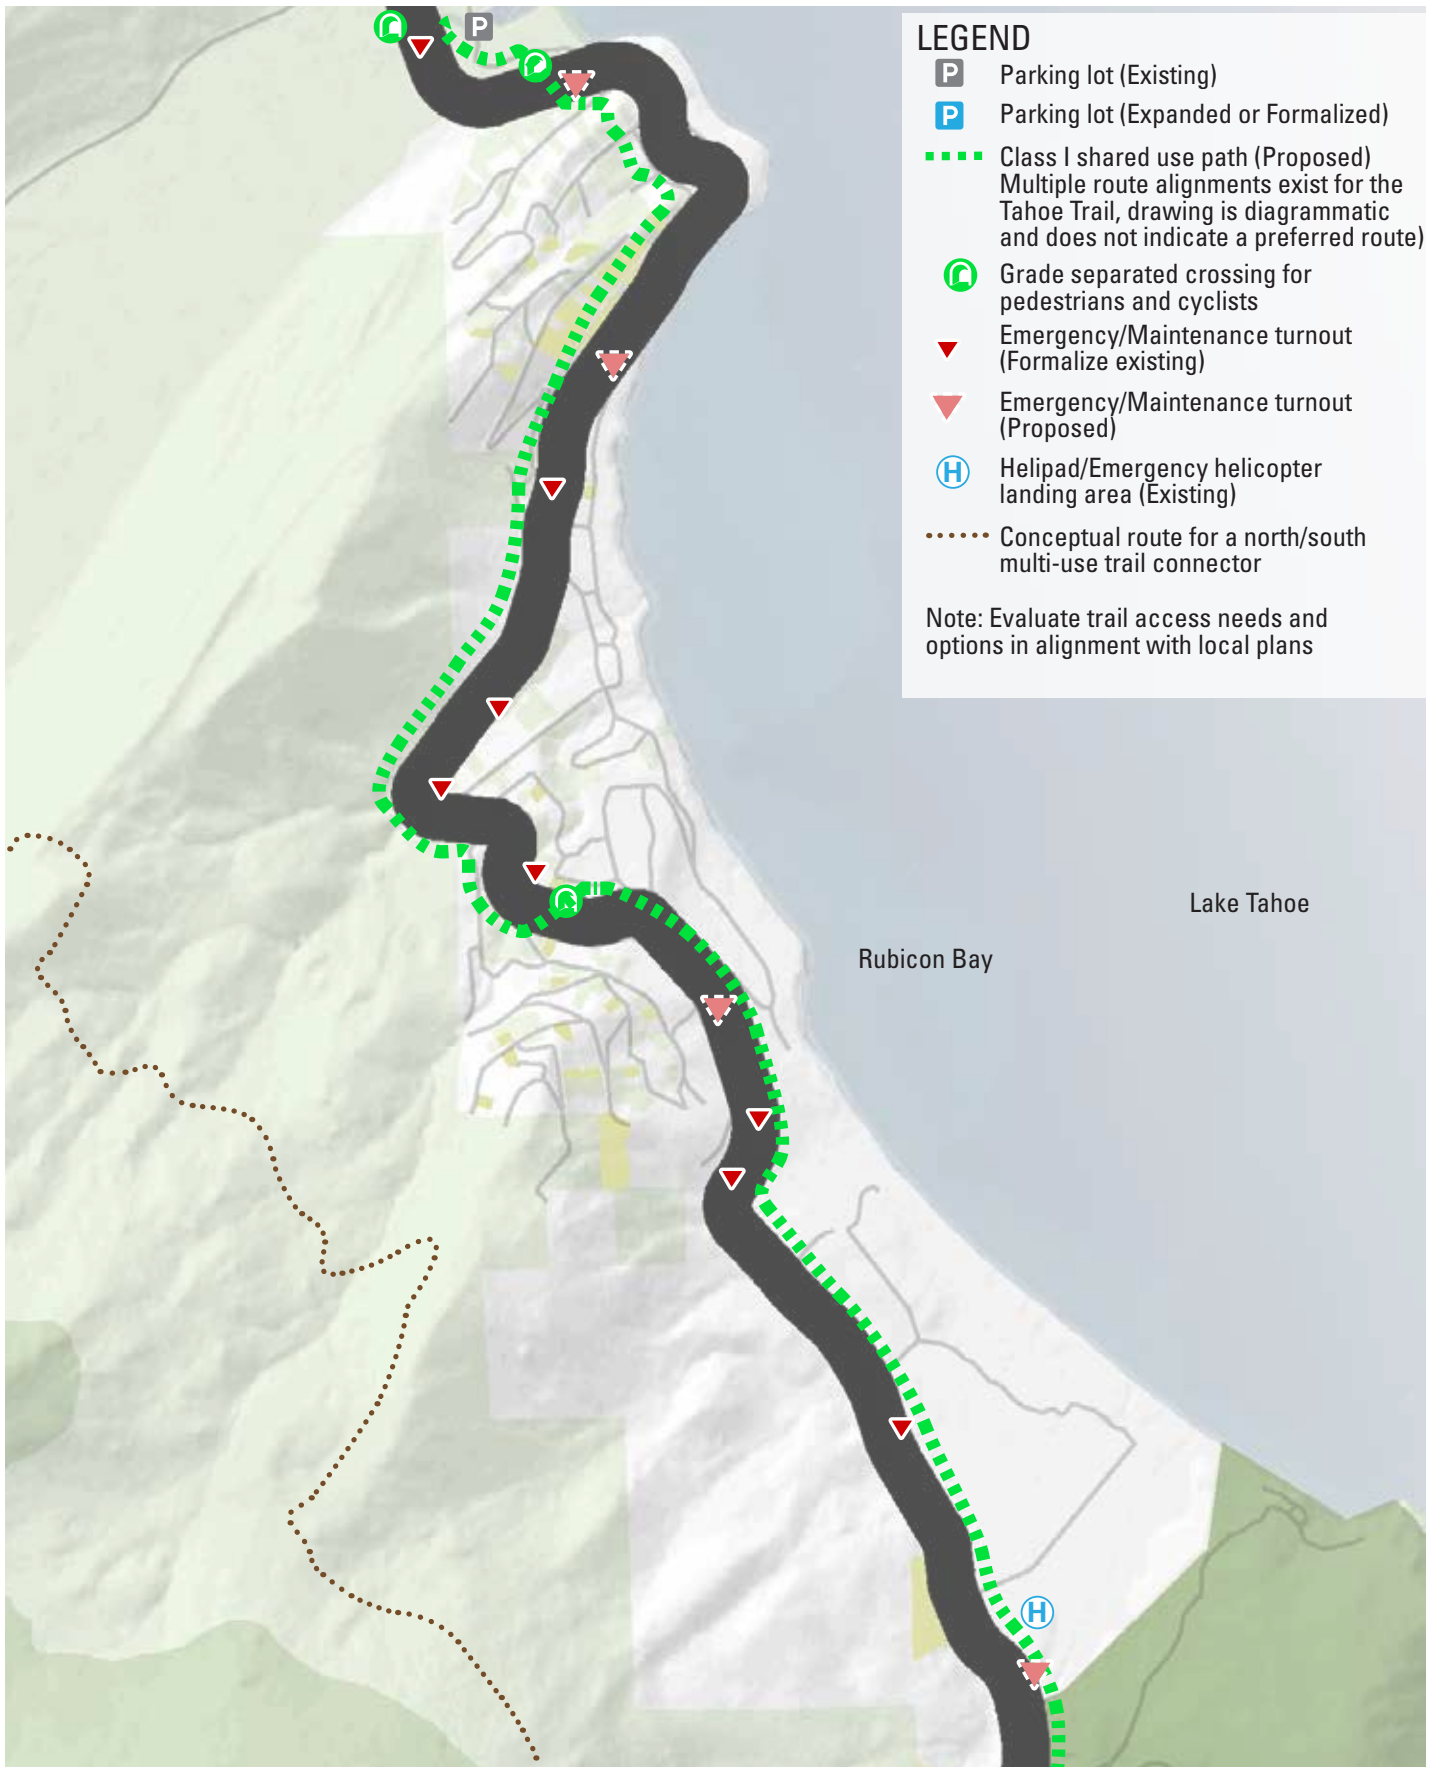 P
LEGEND
P Parking lot (Existing)
P Parking lot (Expanded or Formalized)
Class I shared use path (Proposed)
Multiple route alignments exist for the
Tahoe Trail, drawing is diagrammatic
and does not indicate a preferred route)
Grade separated crossing for
pedestrians and cyclists
Emergency/Maintenance turnout
(Formalize existing)
Emergency/Maintenance turnout
(Proposed)
H Helipad/Emergency helicopter
landing area (Existing)
Conceptual route for a north/south
multi-use trail connector
Note: Evaluate trail access needs and
options in alignment with local plans
Lake Tahoe
Rubicon Bay
H